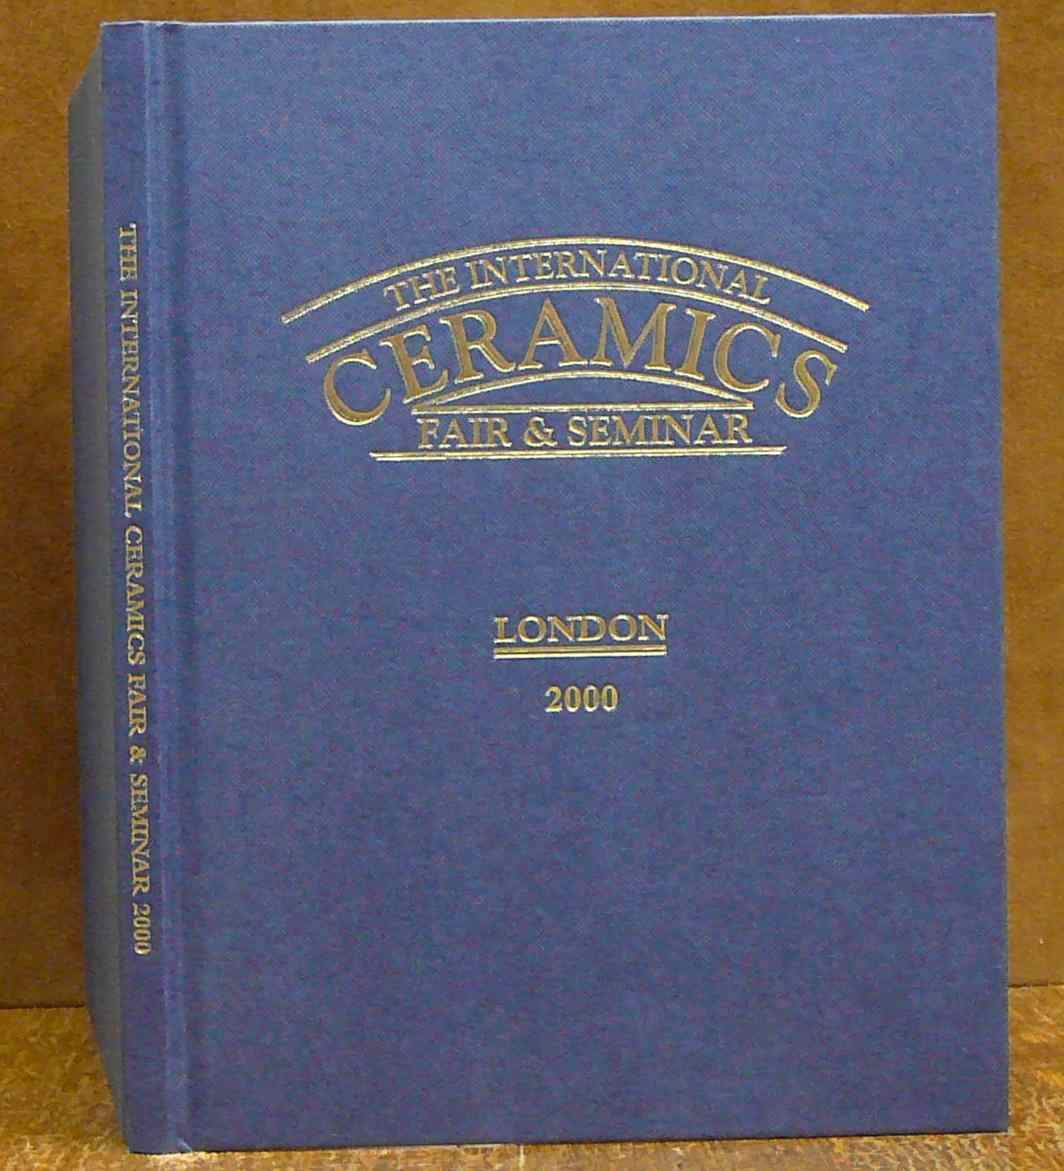 THE INTERNATIONAL CERAMICS FAIR & SEMINAR 2000
THE INTERNATIONAL
CERAMICS
FAIR & SEMINAR
LONDON
2000